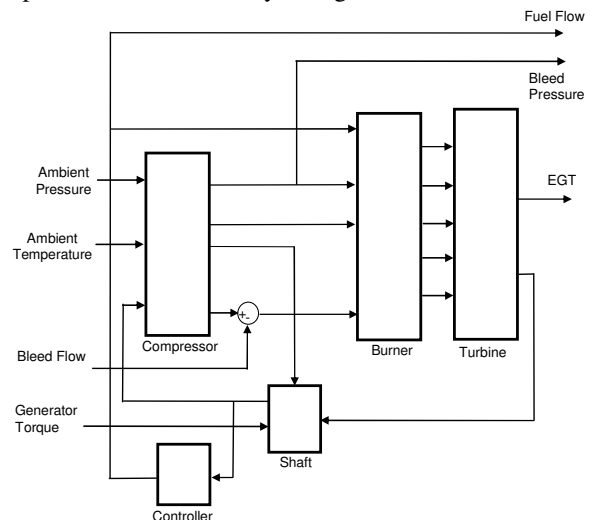 Fuel Flow
Bleed
Pressure
Ambient
Pressure
EGT
Ambient
Temperature
+-
Compressor
Burner
Turbine
Bleed Flow
Generator
Torque
Shaft
Controller